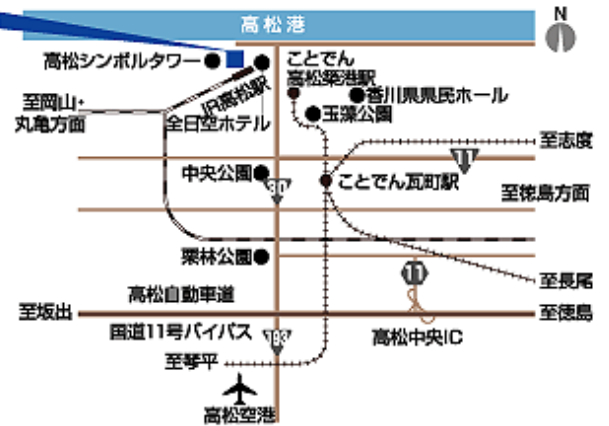 高松港
N
高松シンボルタワー
ことでん
高松築港駅
JR高松駅
香川県県民ホール
至岡山・
丸亀方面
全日空ホテル
玉藻公園
至志度
11
中央公園
30
ことでん瓦町駅
至徳島方面
栗林公園
11
至長尾
高松自動車道
至坂出
至徳島
国道11号バイパス
193
高松中央IC
至琴平
高松空港